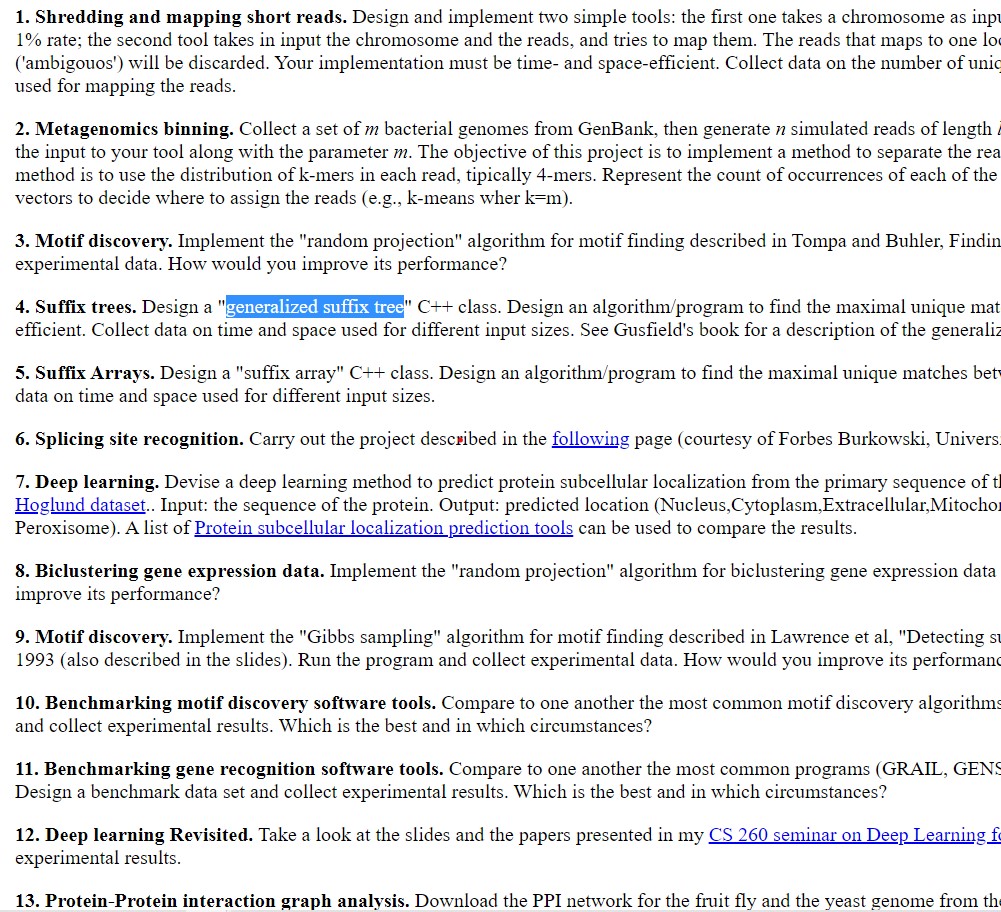 1. Shredding and mapping short reads. Design and implement two simple tools: the first one takes a chromosome as
1% rate; the second tool takes in input the chromosome and the reads, and tries to map them. The reads that maps to one
('ambigouos') will be discarded. Your implementation must be time- and space-efficient. Collect data on the number of
used for mapping the reads.
2. Metagenomics binning. Collect a set of m bacterial genomes from GenBank, then generate n simulated reads of length
the input to your tool along with the parameter m. The objective of this project is to implement a method to separate the
method is to use the distribution of k-mers in each read, tipically 4-mers. Represent the count of occurrences of each of the
vectors to decide where to assign the reads (e.g., k-means wher k=m).
3. Motif discovery. Implement the "random projection" algorithm for motif finding described in Tompa and Buhler,
experimental data. How would you improve its performance?
4. Suffix trees. Design a "generalized suffix tree" C++ class. Design an algorithm/program to find the maximal unique
efficient. Collect data on time and space used for different input sizes. See Gusfield's book for a description of the
5. Suffix Arrays. Design a "suffix array" C++ class. Design an algorithm/program to find the maximal unique matches
data on time and space used for different input sizes.
6. Splicing site recognition. Carry out the project described in the following page (courtesy of Forbes Burkowski,
7. Deep learning. Devise a deep learning method to predict protein subcellular localization from the primary sequence of
Hoglund dataset.. Input: the sequence of the protein. Output: predicted location (Nucleus,Cytoplasm,Extracellular,
Peroxisome). A list of Protein subcellular localization prediction tools can be used to compare the results.
8. Biclustering gene expression data. Implement the "random projection" algorithm for biclustering gene expression data
improve its performance?
9. Motif discovery. Implement the "Gibbs sampling" algorithm for motif finding described in Lawrence et al, "Detecting
1993 (also described in the slides). Run the program and collect experimental data. How would you improve its
10. Benchmarking motif discovery software tools. Compare to one another the most common motif discovery algorithms
and collect experimental results. Which is the best and in which circumstances?
11. Benchmarking gene recognition software tools. Compare to one another the most common programs (GRAIL,
Design a benchmark data set and collect experimental results. Which is the best and in which circumstances?
12. Deep learning Revisited. Take a look at the slides and the papers presented in my CS 260 seminar on Deep Learning
experimental results.
13. Protein-Protein interaction graph analysis. Download the PPI network for the fruit fly and the yeast genome from